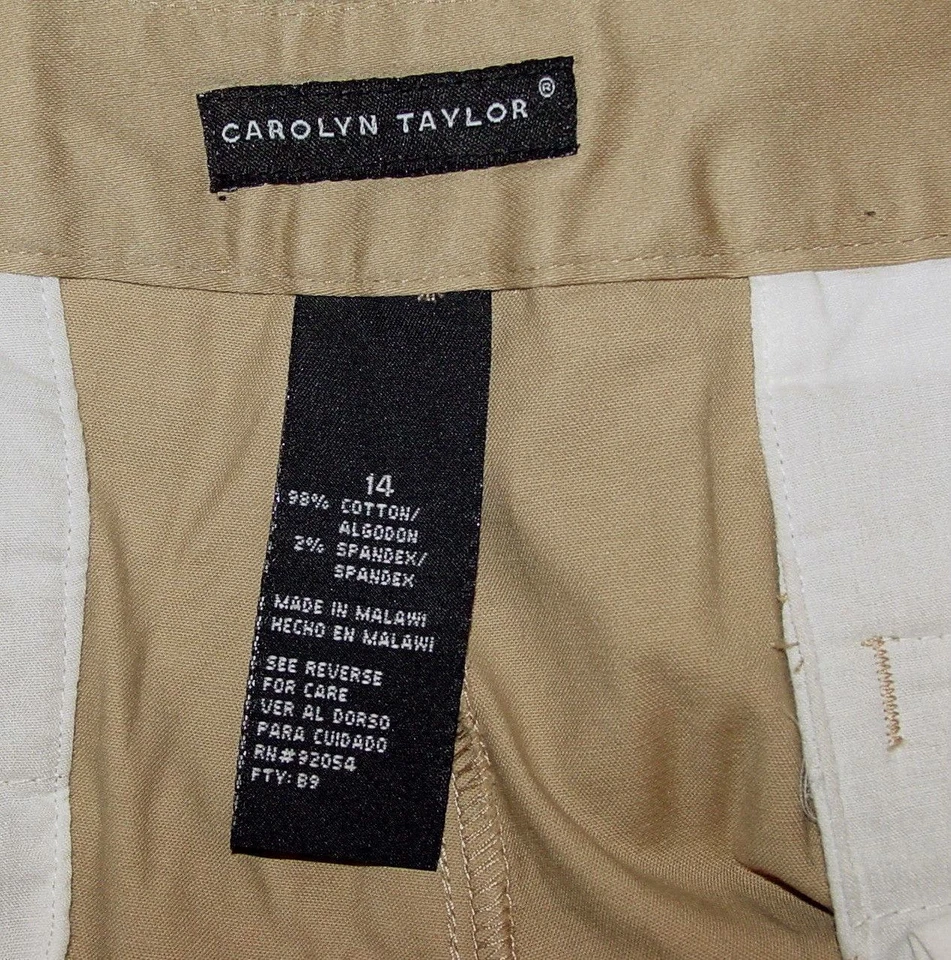 CAROLYN TAYLOR ®
14
98% COTTON/
ALGODON
2% SPANDEX/
SPANDEX
MADE IN MALAWI
HECHO EN MALAWI
SEE REVERSE
FOR CARE
VER AL DORSO
PARA CUIDADO
RN#92054
FTY: B9